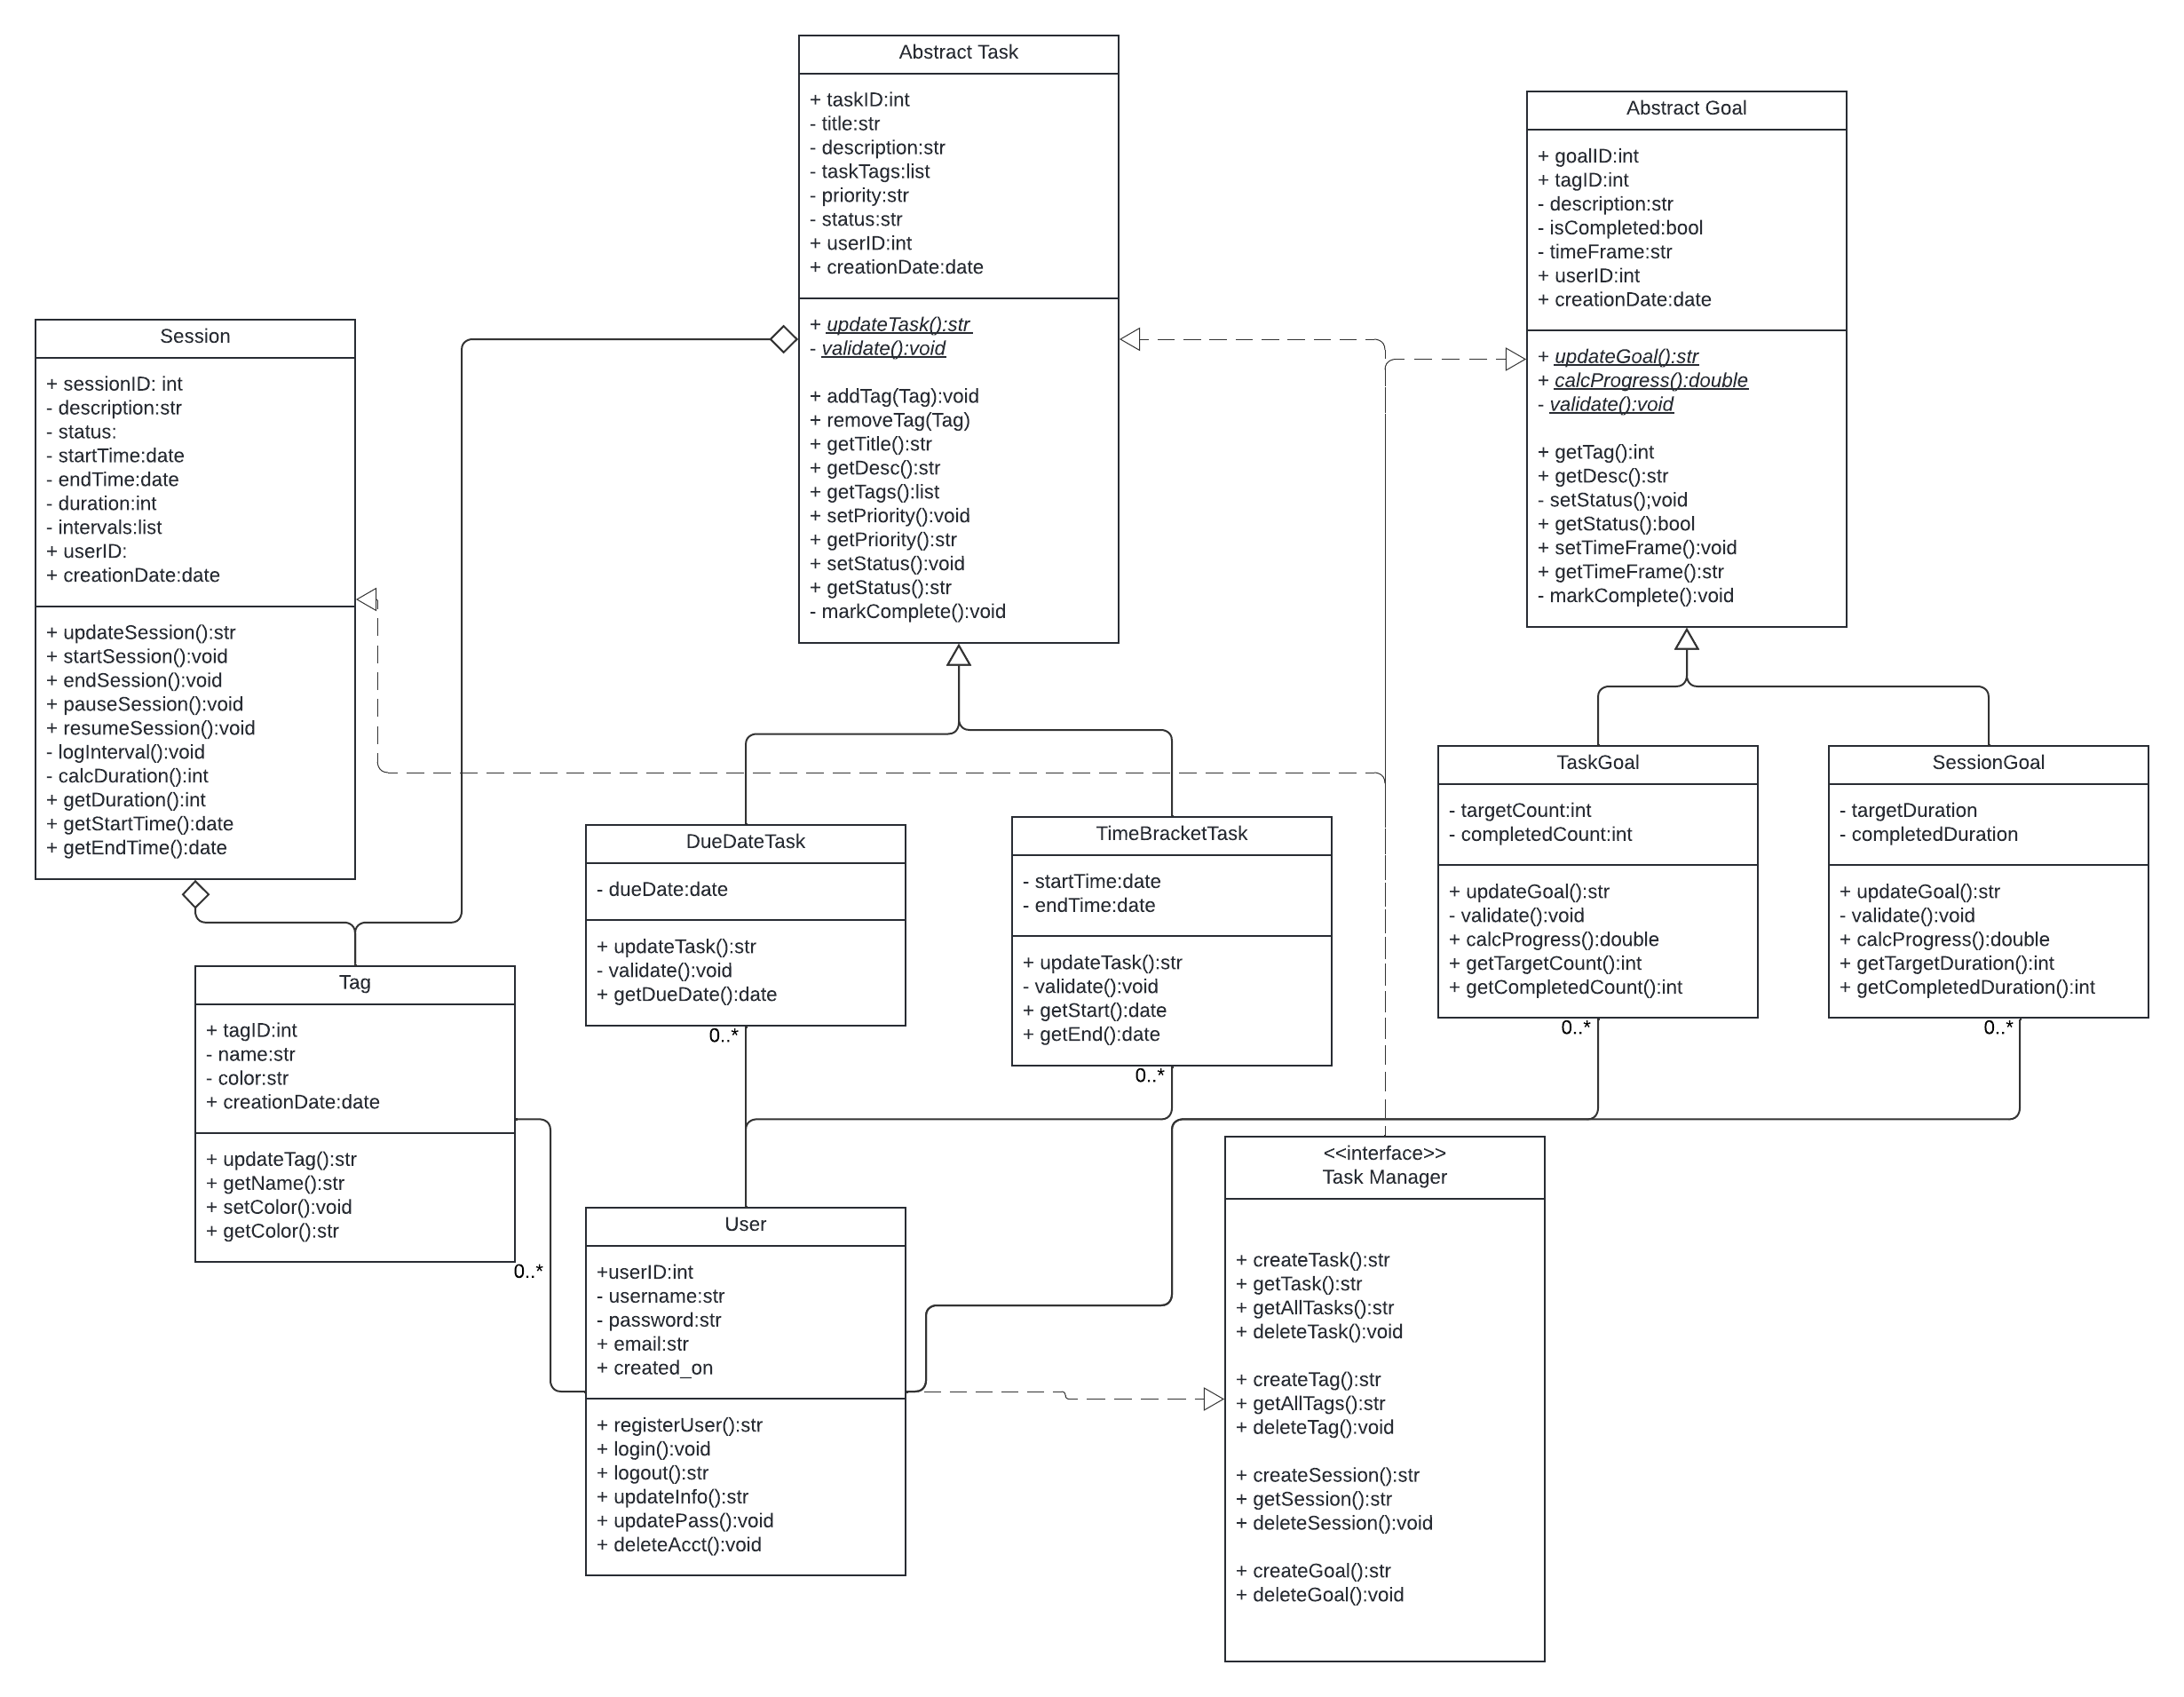 Abstract Task
+ taskID:int
- title:str
- description:str
- taskTags:list
- priority:str
- status:str
+ userID:int
+ creationDate:date
+ updateTask():str
- validate():void
+ addTag(Tag):void
+ removeTag(Tag)
+ getTitle():str
+ getDesc():str
+ getTags():list
+ setPriority():void
+ getPriority():str
+ setStatus():void
+ getStatus():str
- markComplete():void
Abstract Goal
+ goalID:int
+ tagID:int
- description:str
- isCompleted:bool
- timeFrame:str
+ userID:int
+ creationDate:date
+ updateGoal():str
+ calcProgress():double
- validate():void
+ getTag():int
+ getDesc():str
- setStatus();void
+ getStatus():bool
+ setTimeFrame():void
+ getTimeFrame():str
- markComplete():void
Session
+ sessionID: int
- description:str
- status:
- startTime:date
- endTime:date
- duration:int
- intervals:list
+ userID:
+ creationDate:date
+ updateSession():str
+ startSession():void
+ endSession():void
+ pauseSession():void
+ resumeSession():void
- logInterval():void
- calcDuration():int
+ getDuration():int
+ getStartTime():date
+ getEndTime():date
DueDateTask
- dueDate:date
+ updateTask():str
- validate():void
+ getDueDate():date
0..*
TimeBracketTask
- startTime:date
- endTime:date
+ updateTask():str
- validate():void
+ getStart():date
+ getEnd():date
0..*
TaskGoal
- targetCount:int
- completedCount:int
+ updateGoal():str
- validate():void
+ calcProgress():double
+ getTargetCount():int
+ getCompletedCount():int
0..*
SessionGoal
- targetDuration
- completedDuration
+ updateGoal():str
- validate():void
+ calcProgress():double
+ getTargetDuration():int
+ getCompletedDuration():int
0..*
Tag
+ tagID:int
- name:str
- color:str
+ creationDate:date
+ updateTag():str
+ getName():str
+ setColor():void
+ getColor():str
0..*
User
+userID:int
- username:str
- password:str
+ email:str
+ created_on
+ registerUser():str
+ login():void
+ logout():str
+ updateInfo():str
+ updatePass():void
+ deleteAcct():void
<<interface>>
Task Manager
+ createTask():str
+ getTask():str
+ getAllTasks():str
+ deleteTask():void
+ createTag():str
+ getAllTags():str
+ deleteTag():void
+ createSession():str
+ getSession():str
+ deleteSession():void
+ createGoal():str
+ deleteGoal():void